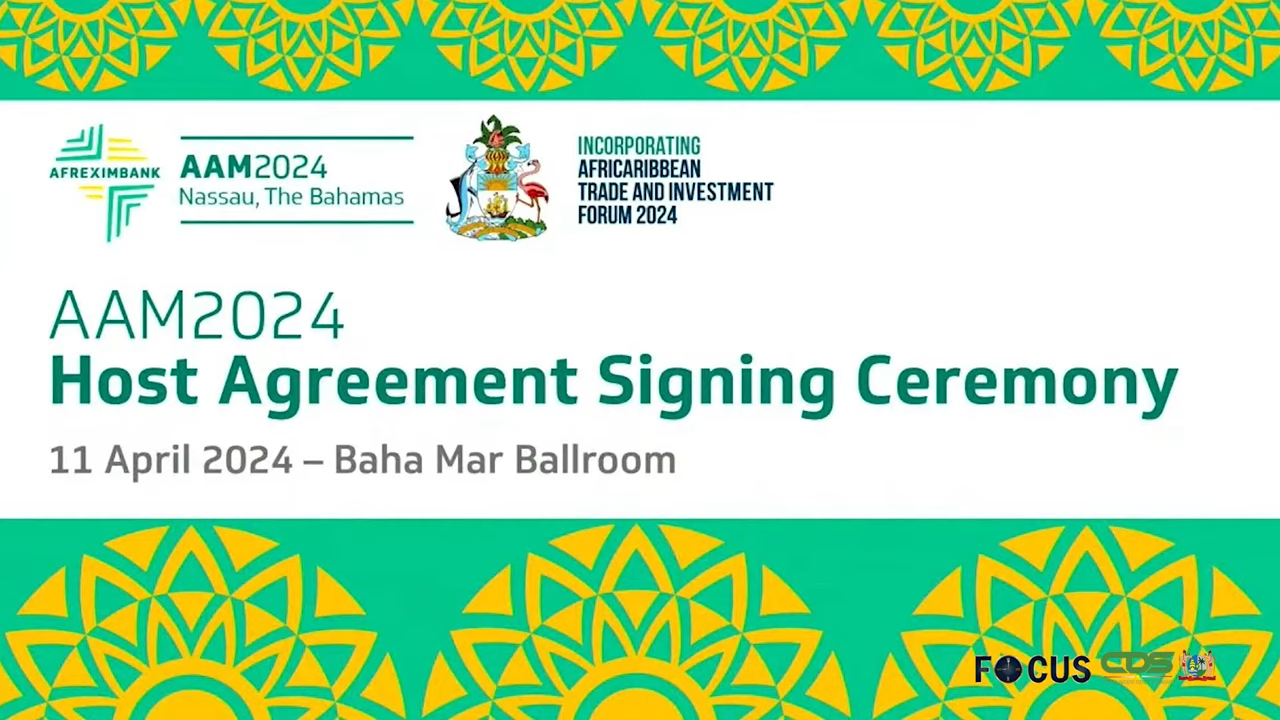 AFREXIMBANK
AAM2024
Nassau, The Bahamas
INCORPORATING
AFRICARIBBEAN
TRADE AND INVESTMENT
FORUM 2024
AAM2024
Host Agreement Signing Ceremony
11 April 2024 – Baha Mar Ballroom
FOCUS